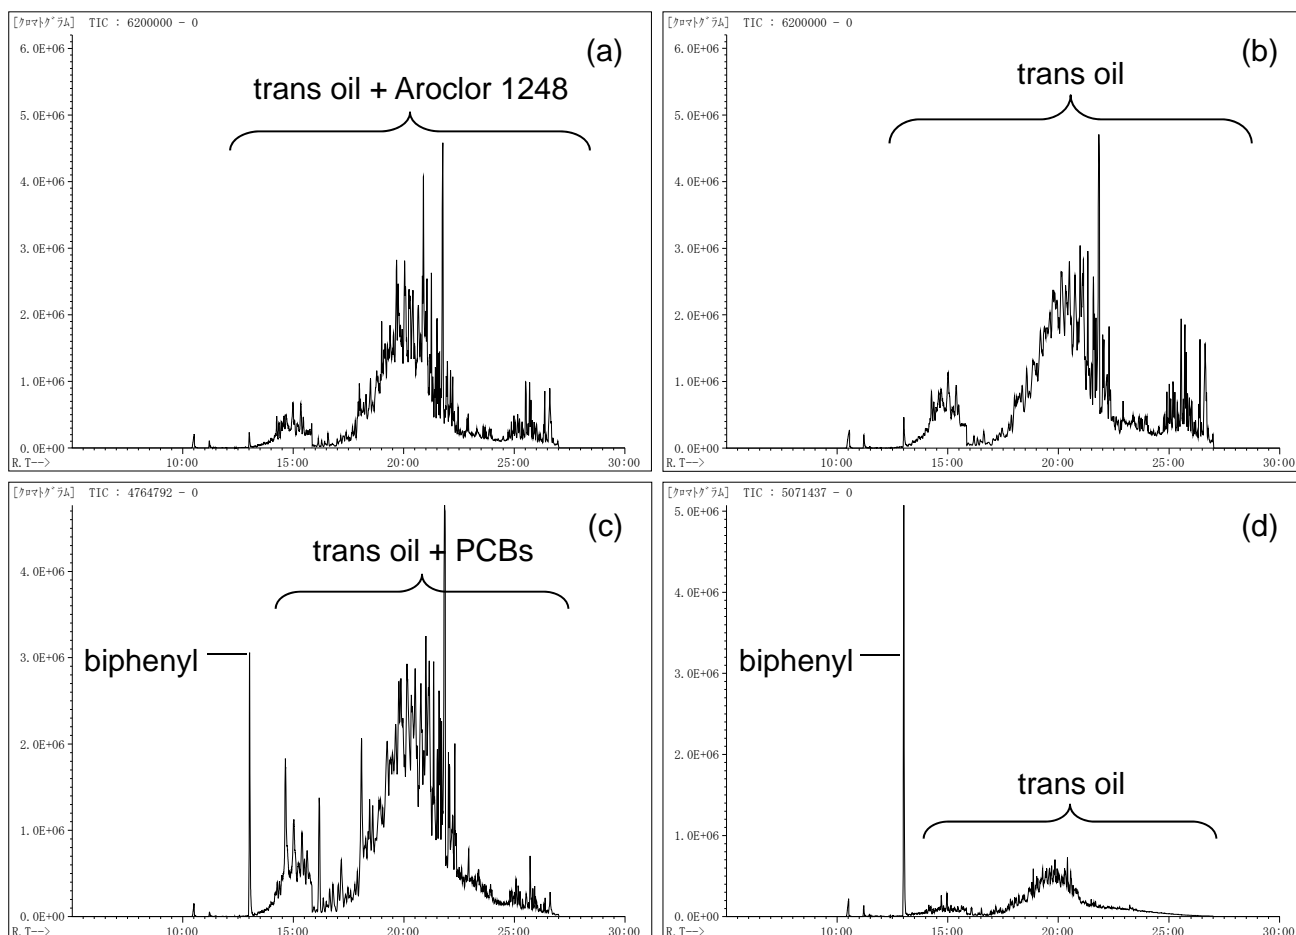 [クロマトグラム] TIC : 6200000 - 0
(a)
trans oil + Aroclor 1248
6.0E+06
5.0E+06
4.0E+06
3.0E+06
2.0E+06
1.0E+06
0.0E+00
R.T-->
10:00 15:00 20:00 25:00 30:00
[クロマトグラム] TIC : 6200000 - 0
(b)
trans oil
6.0E+06
5.0E+06
4.0E+06
3.0E+06
2.0E+06
1.0E+06
0.0E+00
R.T-->
10:00 15:00 20:00 25:00 30:00
[クロマトグラム] TIC : 4764792 - 0
(c)
trans oil + PCBs
biphenyl
4.0E+06
3.0E+06
2.0E+06
1.0E+06
0.0E+00
R.T-->
10:00 15:00 20:00 25:00 30:00
[クロマトグラム] TIC : 5071437 - 0
(d)
biphenyl
trans oil
5.0E+06
4.0E+06
3.0E+06
2.0E+06
1.0E+06
0.0E+00
R.T-->
10:00 15:00 20:00 25:00 30:00